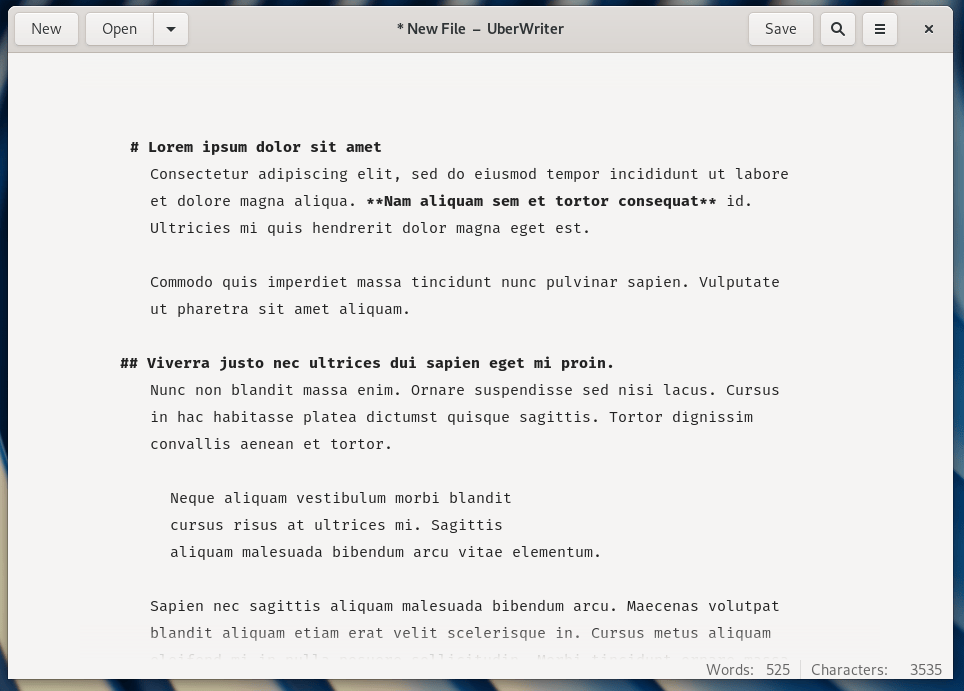 New Open * New File – UberWriter Save
# Lorem ipsum dolor sit amet
Consectetur adipiscing elit, sed do eiusmod tempor incididunt ut labore
et dolore magna aliqua. **Nam aliquam sem et tortor consequat** id.
Ultricies mi quis hendrerit dolor magna eget est.
Commodo quis imperdiet massa tincidunt nunc pulvinar sapien. Vulputate
ut pharetra sit amet aliquam.
## Viverra justo nec ultrices dui sapien eget mi proin.
Nunc non blandit massa enim. Ornare suspendisse sed nisi lacus. Cursus
in hac habitasse platea dictumst quisque sagittis. Tortor dignissim
convallis aenean et tortor.
Neque aliquam vestibulum morbi blandit
cursus risus at ultrices mi. Sagittis
aliquam malesuada bibendum arcu vitae elementum.
Sapien nec sagittis aliquam malesuada bibendum arcu. Maecenas volutpat
blandit aliquam etiam erat velit scelerisque in. Cursus metus aliquam
Words: 525 Characters: 3535